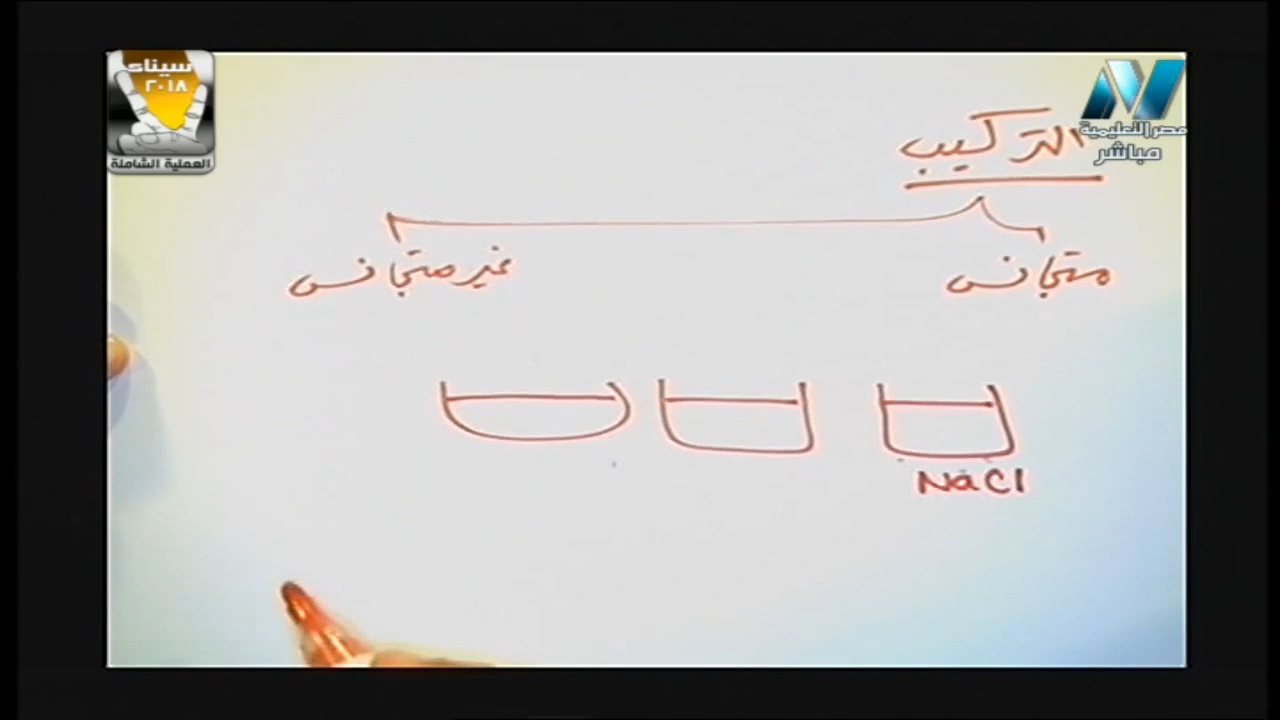 سيناء
٢٠١٨
العملية الشاملة
مصر التعليمية
مباشر
التركيب
متجانس
غير متجانس
NaCl